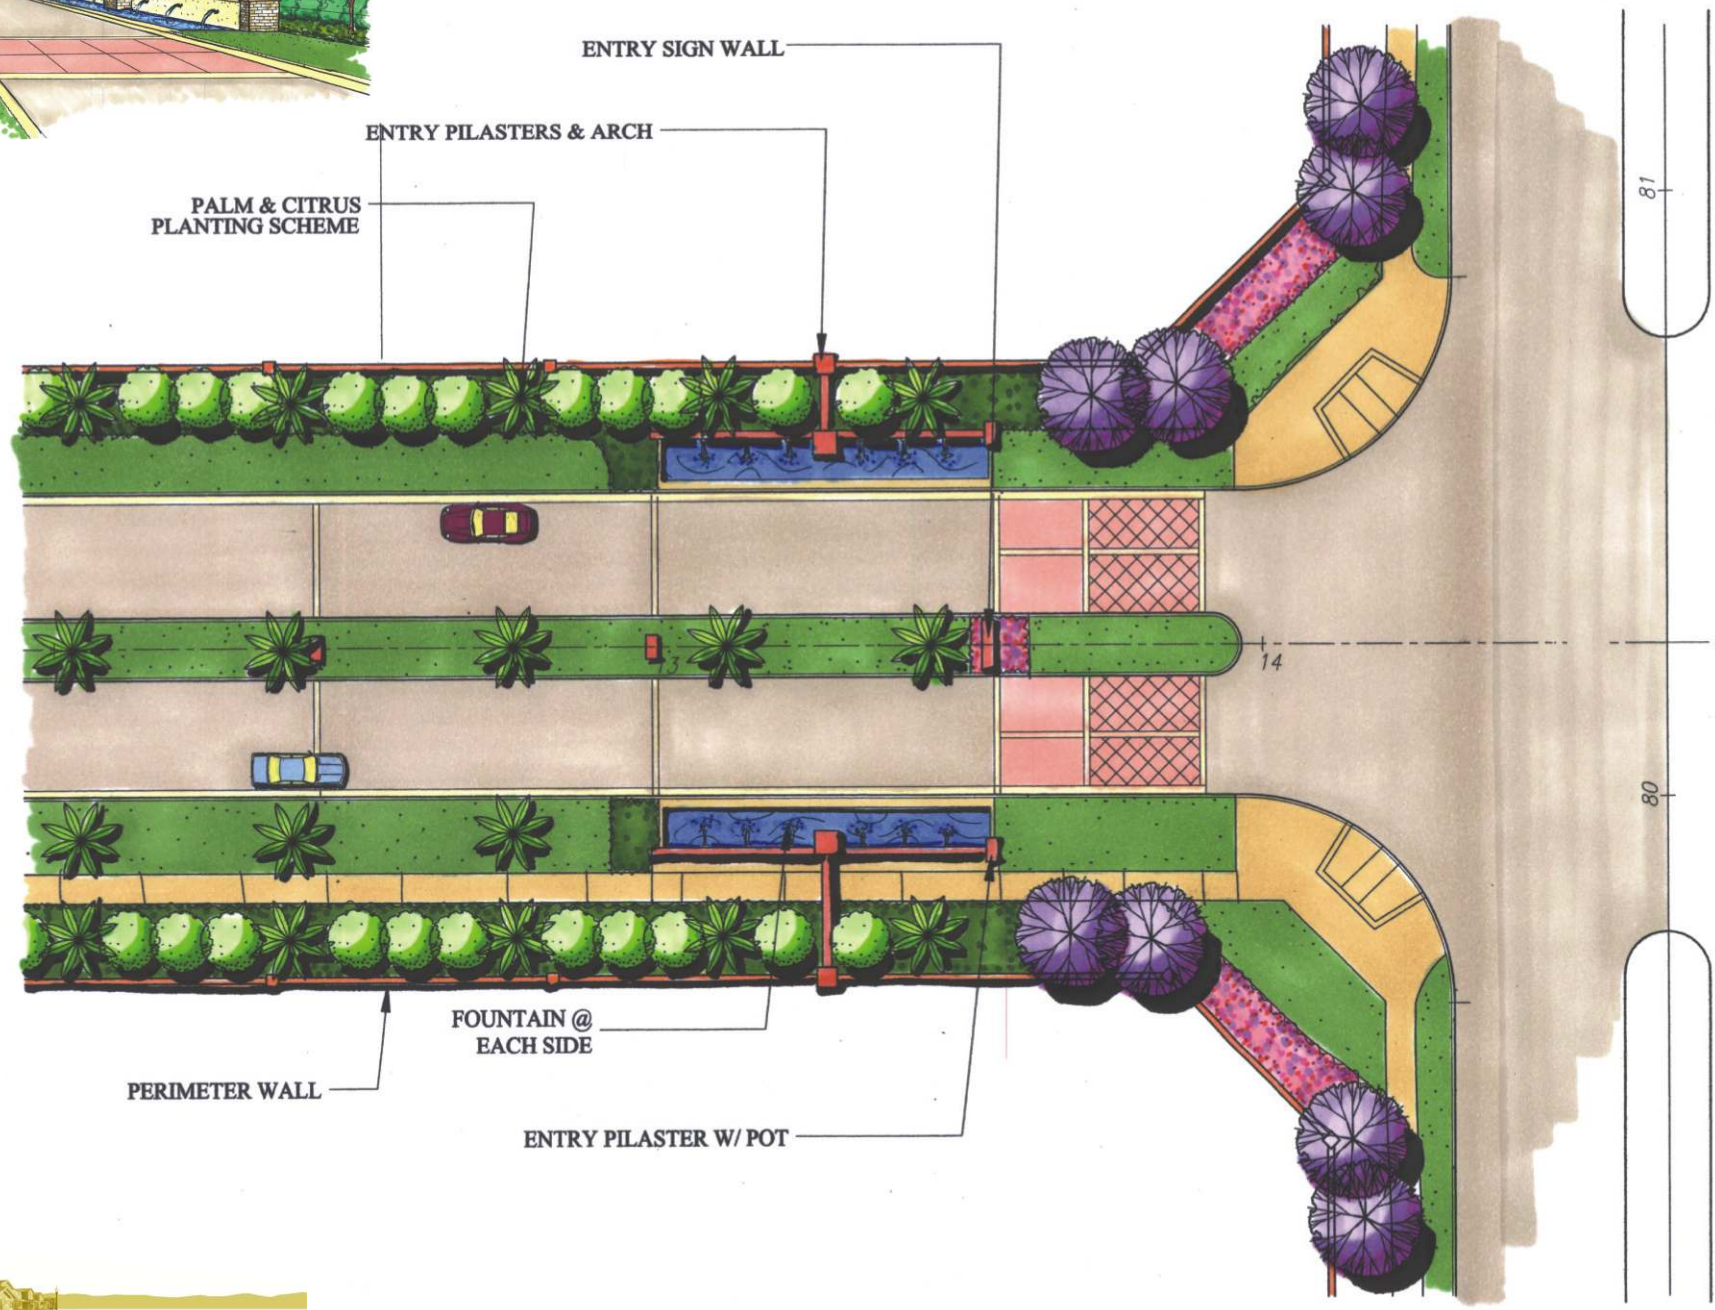 ENTRY SIGN WALL
ENTRY PILASTERS & ARCH
PALM & CITRUS
PLANTING SCHEME
81
13
14
80
FOUNTAIN @
EACH SIDE
PERIMETER WALL
ENTRY PILASTER W/ POT